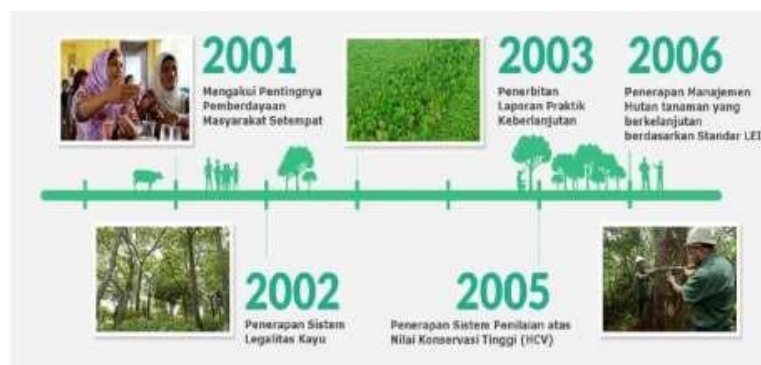 2001
Mengakui Pentingnya
Pemberdayaan
Masyarakat Setempat
2002
Penerapan Sistem
Legalitas Kayu
2003
Penerbitan
Laporan Praktik
Keberlanjutan
2005
Penerapan Sistem Penilaian atas
Nilai Konservasi Tinggi (HCV)
2006
Penerapan Manajemen
Hutan tanaman yang
berkelanjutan
berdasarkan Standar LEI